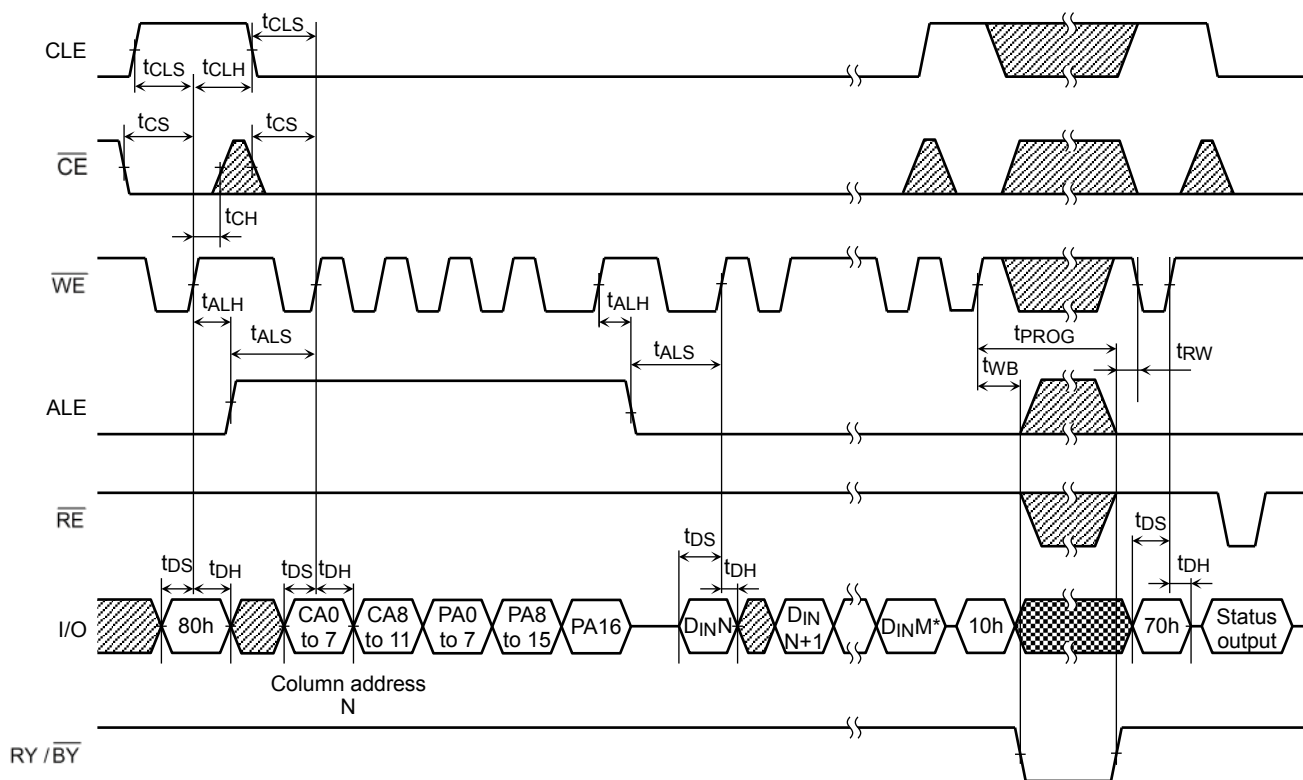 tCLS
CLE
tCLS tCLH
tCS tCS
CE
tCH
WE
tALH tALH
tALS tALS tPROG
tWB tRW
ALE
RE
tDS tDH tDS tDH tDS tDH tDS tDH
I/O
80h
CA0 to 7
CA8 to 11
PA0 to 7
PA8 to 15
PA16
DINN
DIN N+1
DINM*
10h
70h
Status output
Column address
N
RY / BY